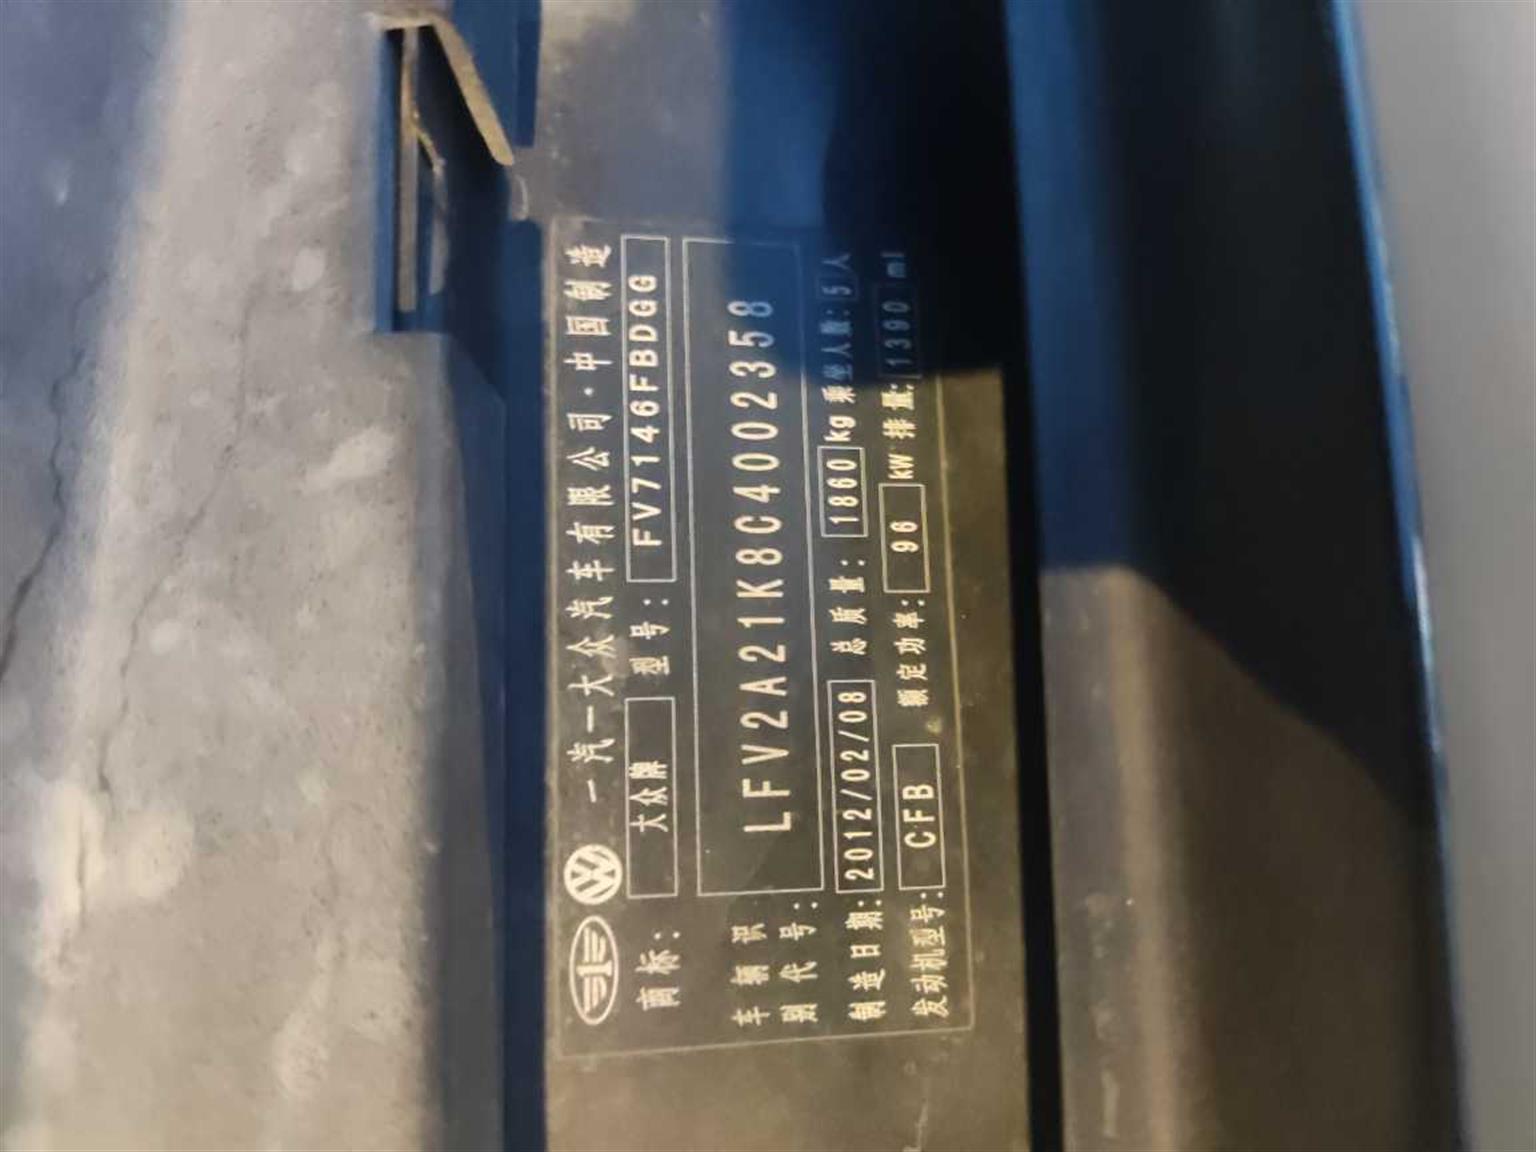 一汽一大众汽车有限公司·中国制造
商标: 大众牌 型号: FV7146FBDGG
车辆识别代号: LFV2A21K8C4002358
制造日期: 2012/02/08 总质量: 1860 kg 乘坐人数: 5 人
发动机型号: CFB 额定功率: 96 kW 排量: 1390 ml